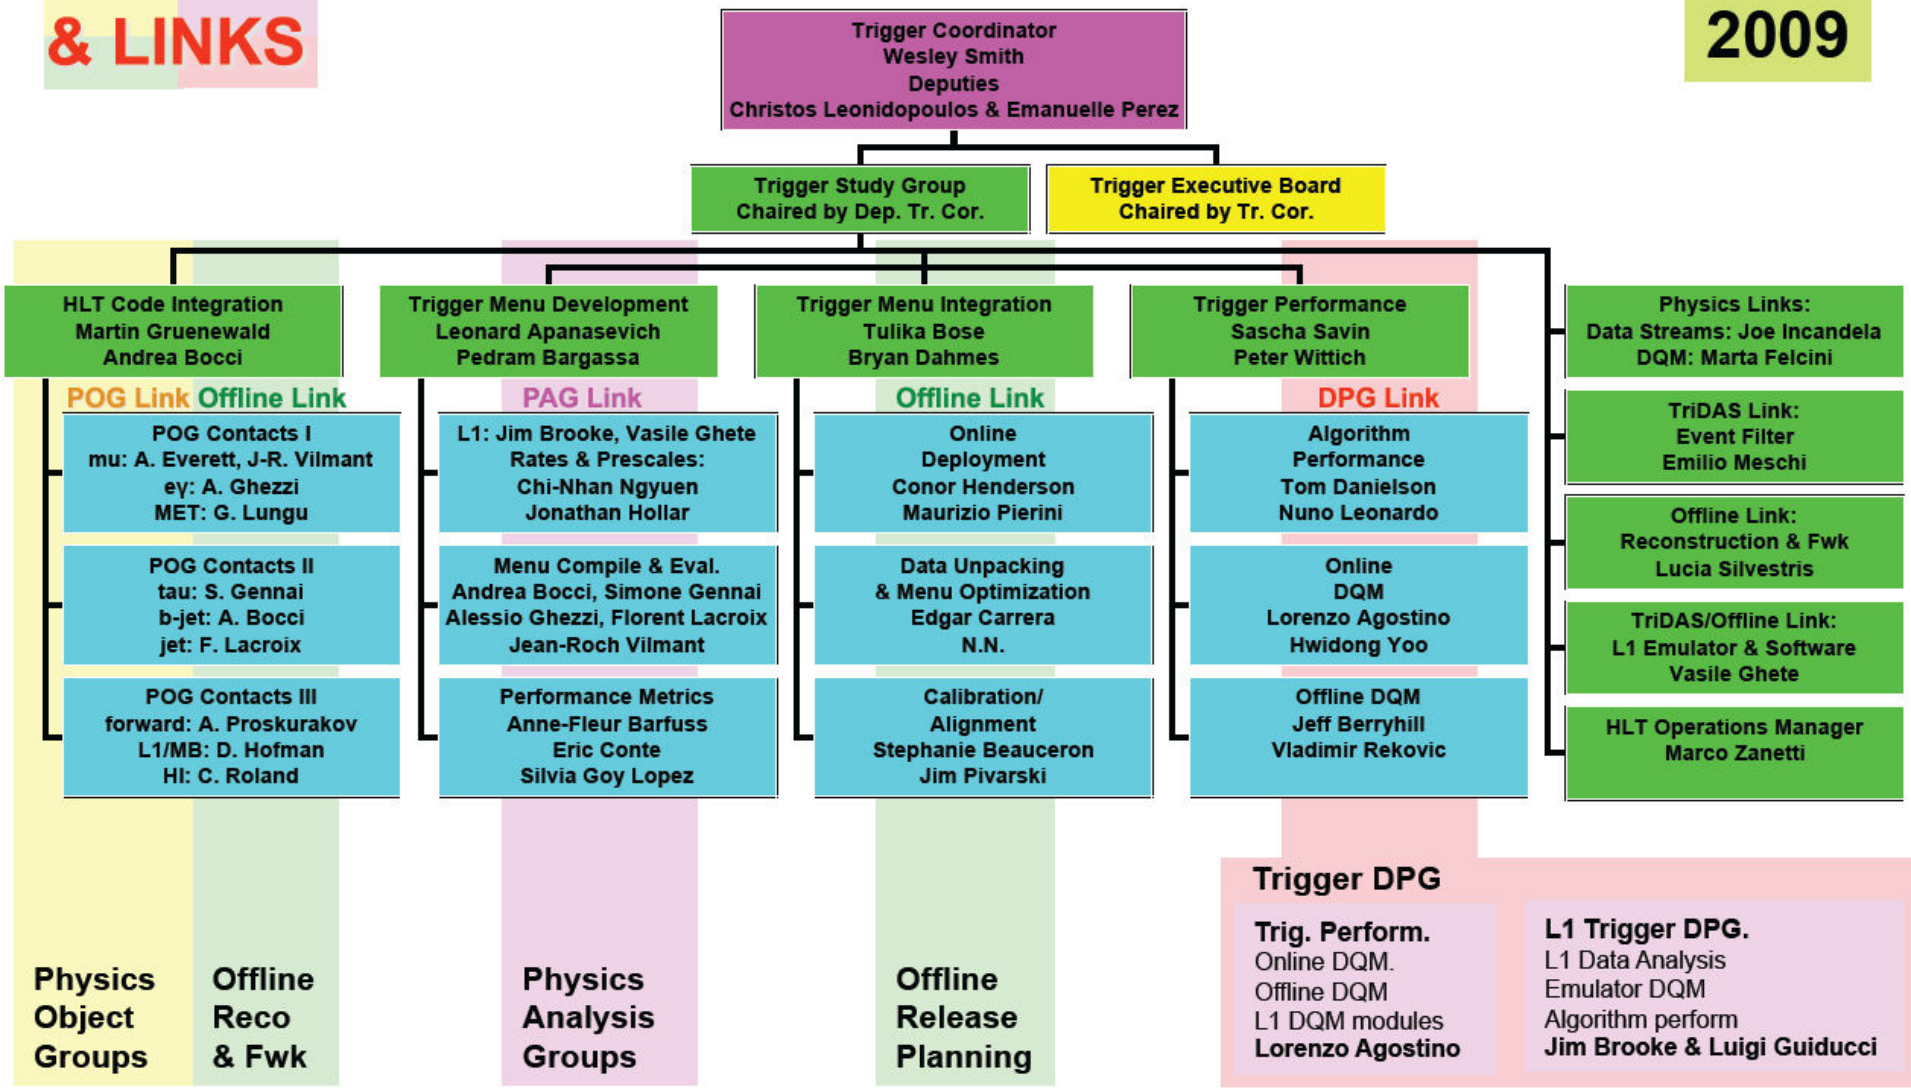 & LINKS
2009
Trigger Coordinator
Wesley Smith
Deputies
Christos Leonidopoulos & Emanuelle Perez
Trigger Study Group
Chaired by Dep. Tr. Cor.
Trigger Executive Board
Chaired by Tr. Cor.
HLT Code Integration
Martin Gruenewald
Andrea Bocci
POG Link Offline Link
POG Contacts I
mu: A. Everett, J-R. Vilmant
eγ: A. Ghezzi
MET: G. Lungu
POG Contacts II
tau: S. Gennai
b-jet: A. Bocci
jet: F. Lacroix
POG Contacts III
forward: A. Proskurakov
L1/MB: D. Hofman
HI: C. Roland
Trigger Menu Development
Leonard Apanasevich
Pedram Bargassa
PAG Link
L1: Jim Brooke, Vasile Ghete
Rates & Prescales:
Chi-Nhan Ngyuen
Jonathan Hollar
Menu Compile & Eval.
Andrea Bocci, Simone Gennai
Alessio Ghezzi, Florent Lacroix
Jean-Roch Vilmant
Performance Metrics
Anne-Fleur Barfuss
Eric Conte
Silvia Goy Lopez
Trigger Menu Integration
Tulika Bose
Bryan Dahmes
Offline Link
Online
Deployment
Conor Henderson
Maurizio Pierini
Data Unpacking
& Menu Optimization
Edgar Carrera
N.N.
Calibration/
Alignment
Stephanie Beauceron
Jim Pivarski
Trigger Performance
Sascha Savin
Peter Wittich
DPG Link
Algorithm
Performance
Tom Danielson
Nuno Leonardo
Online
DQM
Lorenzo Agostino
Hwidong Yoo
Offline DQM
Jeff Berryhill
Vladimir Rekovic
Physics Links:
Data Streams: Joe Incandela
DQM: Marta Felcini
TriDAS Link:
Event Filter
Emilio Meschi
Offline Link:
Reconstruction & Fwk
Lucia Silvestris
TriDAS/Offline Link:
L1 Emulator & Software
Vasile Ghete
HLT Operations Manager
Marco Zanetti
Physics
Object
Groups
Offline
Reco
& Fwk
Physics
Analysis
Groups
Offline
Release
Planning
Trigger DPG
Trig. Perform.
Online DQM.
Offline DQM
L1 DQM modules
Lorenzo Agostino
L1 Trigger DPG.
L1 Data Analysis
Emulator DQM
Algorithm perform
Jim Brooke & Luigi Guiducci